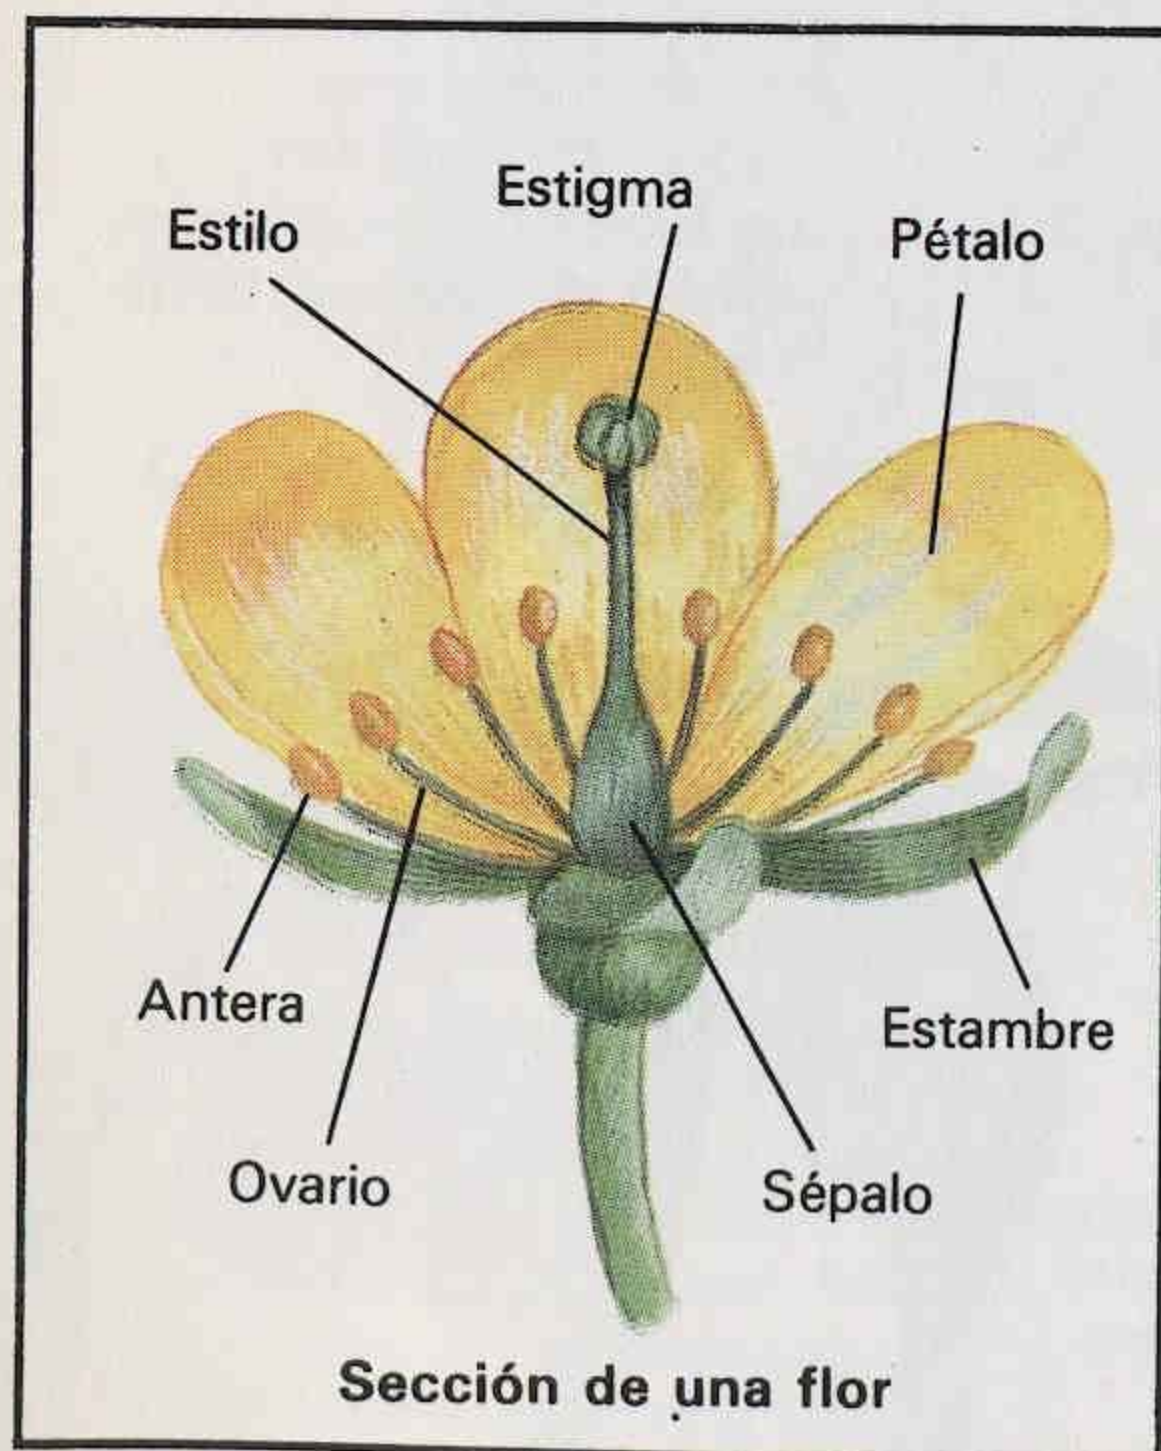 Estigma
Estilo
Pétalo
Antera
Estambre
Ovario
Sépalo
Sección de una flor